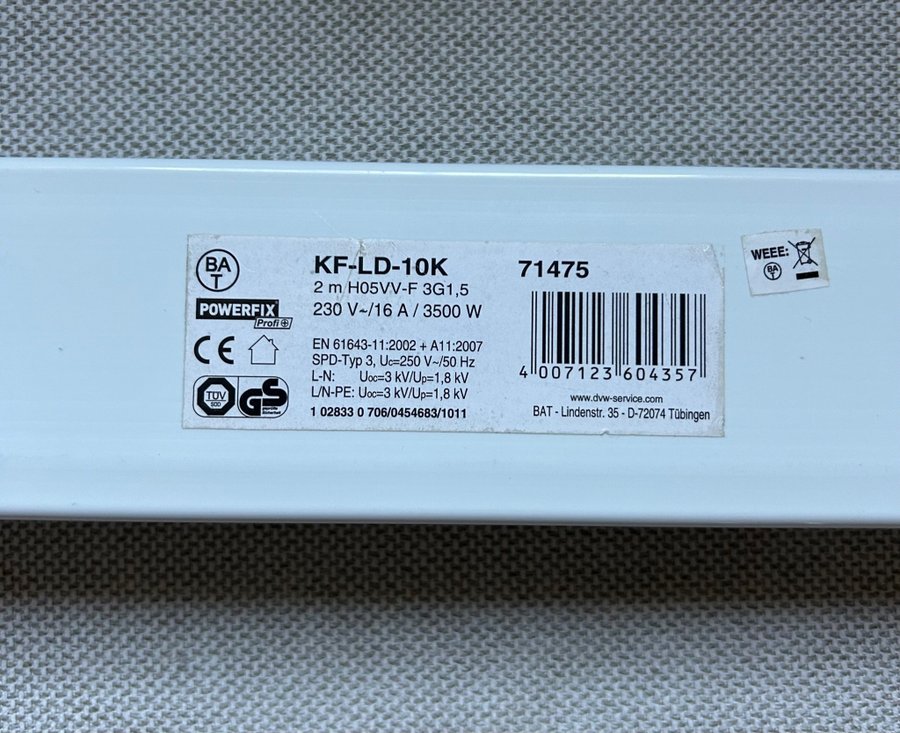 BAT
POWERFIX
Profi
CE
TÜV
SÜD
GS
geprüfte
Sicherheit
KF-LD-10K
2 m H05VV-F 3G1,5
230 V~/16 A / 3500 W
EN 61643-11:2002 + A11:2007
SPD-Typ 3, Uc=250 V~/50 Hz
L-N: Uoc=3 kV/Up=1,8 kV
L/N-PE: Uoc=3 kV/Up=1,8 kV
1 02833 0 706/0454683/1011
71475
4 007123 604357
www.dvw-service.com
BAT - Lindenstr. 35 - D-72074 Tübingen
WEEE:
BAT